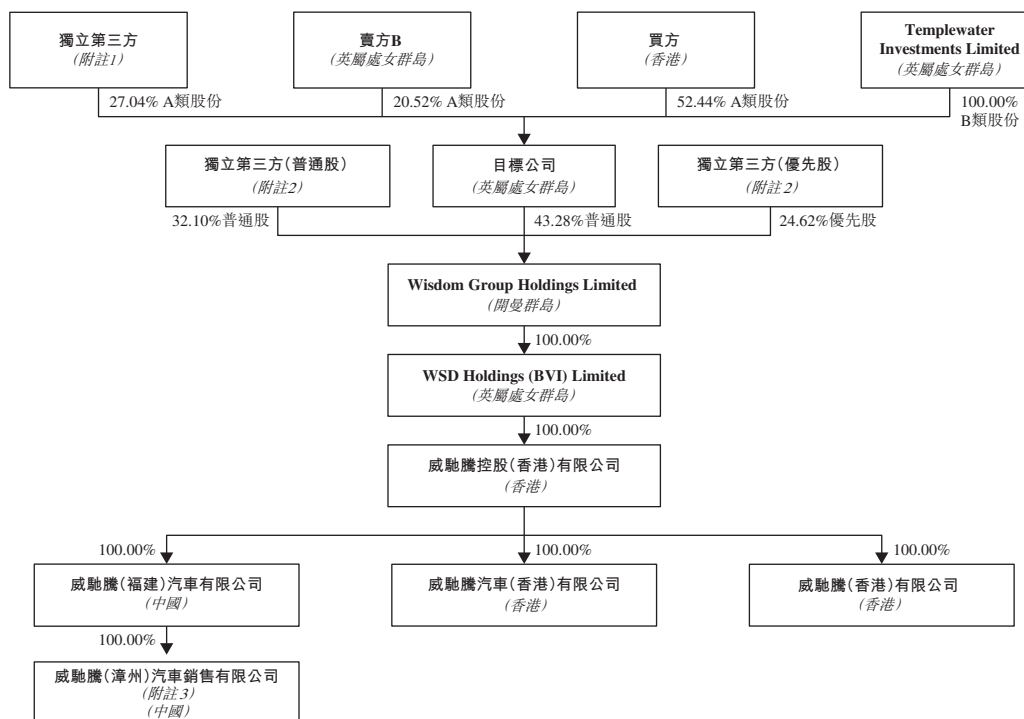 獨立第三方
(附註1)
賣方B
(英屬處女群島)
買方
(香港)
Templewater
Investments Limited
(英屬處女群島)
27.04% A類股份
20.52% A類股份
52.44% A類股份
100.00%
B類股份
獨立第三方(普通股)
(附註2)
目標公司
(英屬處女群島)
獨立第三方(優先股)
(附註2)
32.10%普通股
43.28%普通股
24.62%優先股
Wisdom Group Holdings Limited
(開曼群島)
100.00%
WSD Holdings (BVI) Limited
(英屬處女群島)
100.00%
威馳騰控股(香港)有限公司
(香港)
100.00%
100.00%
100.00%
威馳騰(福建)汽車有限公司
(中國)
威馳騰汽車(香港)有限公司
(香港)
威馳騰(香港)有限公司
(香港)
100.00%
威馳騰(漳州)汽車銷售有限公司
(附註3)
(中國)